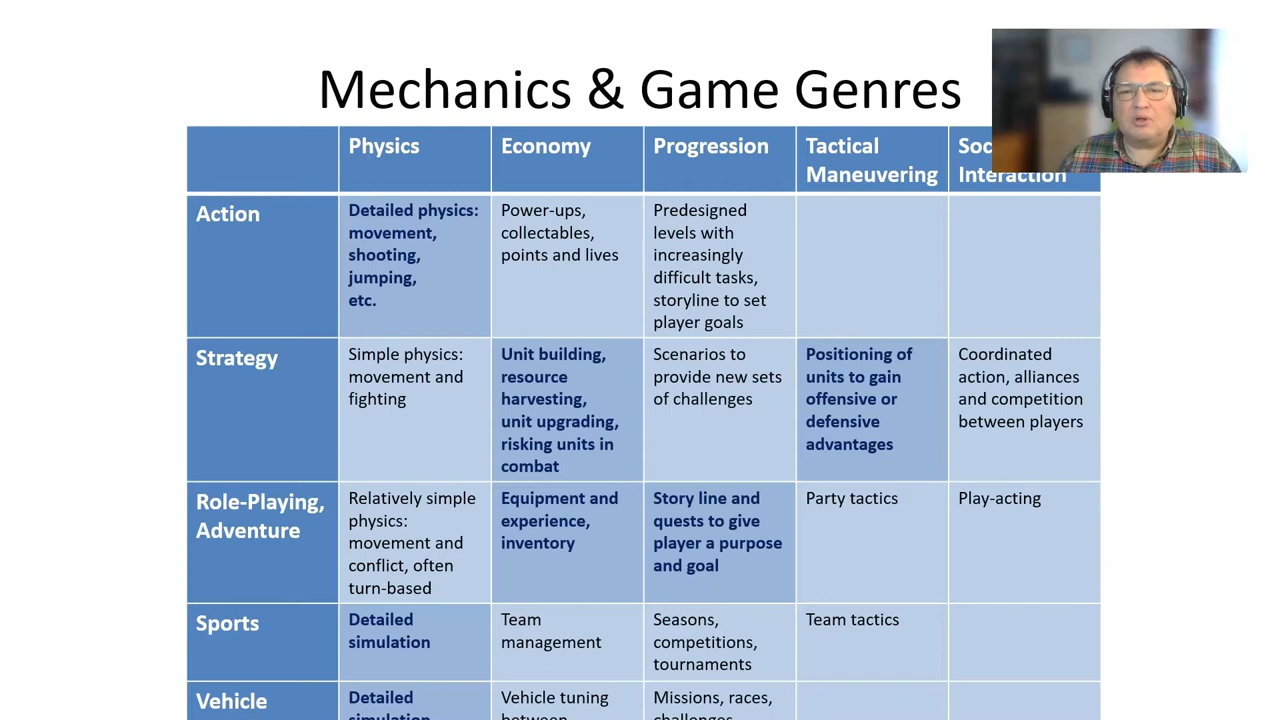 Mechanics & Game Genres
Physics
Economy
Progression
Tactical
Maneuvering
Interaction
Action
Detailed physics:
movement,
shooting,
jumping,
etc.
Power-ups,
collectables,
points and lives
Predesigned
levels with
increasingly
difficult tasks,
storyline to set
player goals
Strategy
Simple physics:
movement and
fighting
Unit building,
resource
harvesting,
unit upgrading,
risking units in
combat
Scenarios to
provide new sets
of challenges
Positioning of
units to gain
offensive or
defensive
advantages
Coordinated
action, alliances
and competition
between players
Role-Playing,
Adventure
Relatively simple
physics:
movement and
conflict, often
turn-based
Equipment and
experience,
inventory
Story line and
quests to give
player a purpose
and goal
Party tactics
Play-acting
Sports
Detailed
simulation
Team
management
Seasons,
competitions,
tournaments
Team tactics
Vehicle
Detailed
simulation
Vehicle tuning
between
Missions, races,
challenges